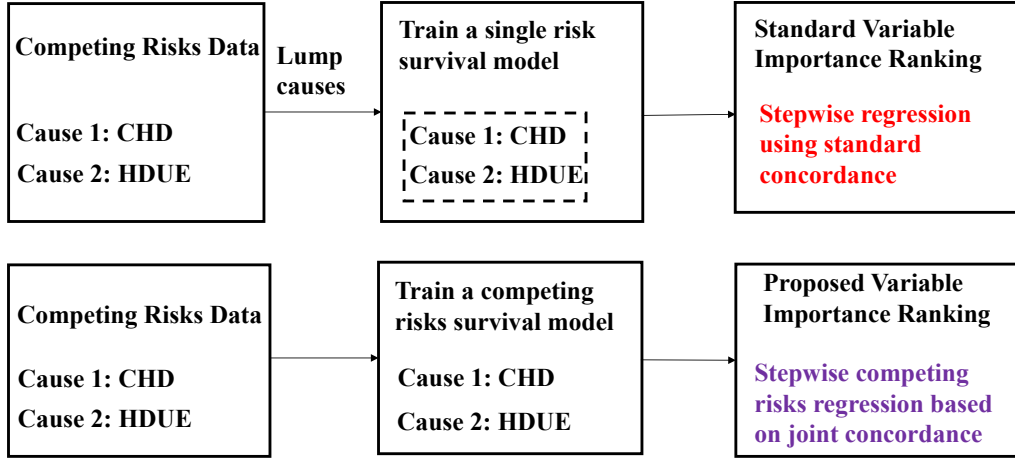 Competing Risks Data
Cause 1: CHD
Cause 2: HDUE
Lump
causes
Train a single risk
survival model
Cause 1: CHD
Cause 2: HDUE
Standard Variable
Importance Ranking
Stepwise regression
using standard
concordance
Competing Risks Data
Cause 1: CHD
Cause 2: HDUE
Train a competing
risks survival model
Cause 1: CHD
Cause 2: HDUE
Proposed Variable
Importance Ranking
Stepwise competing
risks regression based
on joint concordance